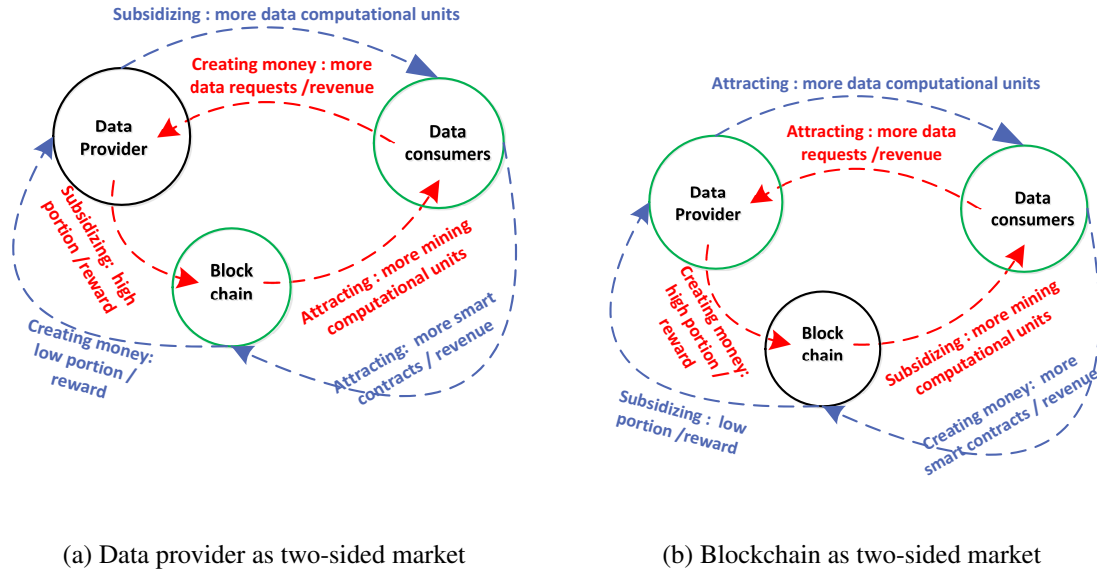 Subsidizing : more data computational units
Creating money : more
data requests /revenue
Data
Provider
Data
consumers
Subsidizing: high
portion /reward
Block
chain
Attracting : more mining
computational units
Creating money:
low portion /
reward
Attracting: more smart
contracts / revenue
(a) Data provider as two-sided market
Attracting : more data computational units
Attracting : more data
requests /revenue
Data
Provider
Data
consumers
Creating money:
high portion /
reward
Block
chain
Subsidizing : more mining
computational units
Subsidizing : low
portion /reward
Creating money: more
smart contracts / revenue
(b) Blockchain as two-sided market